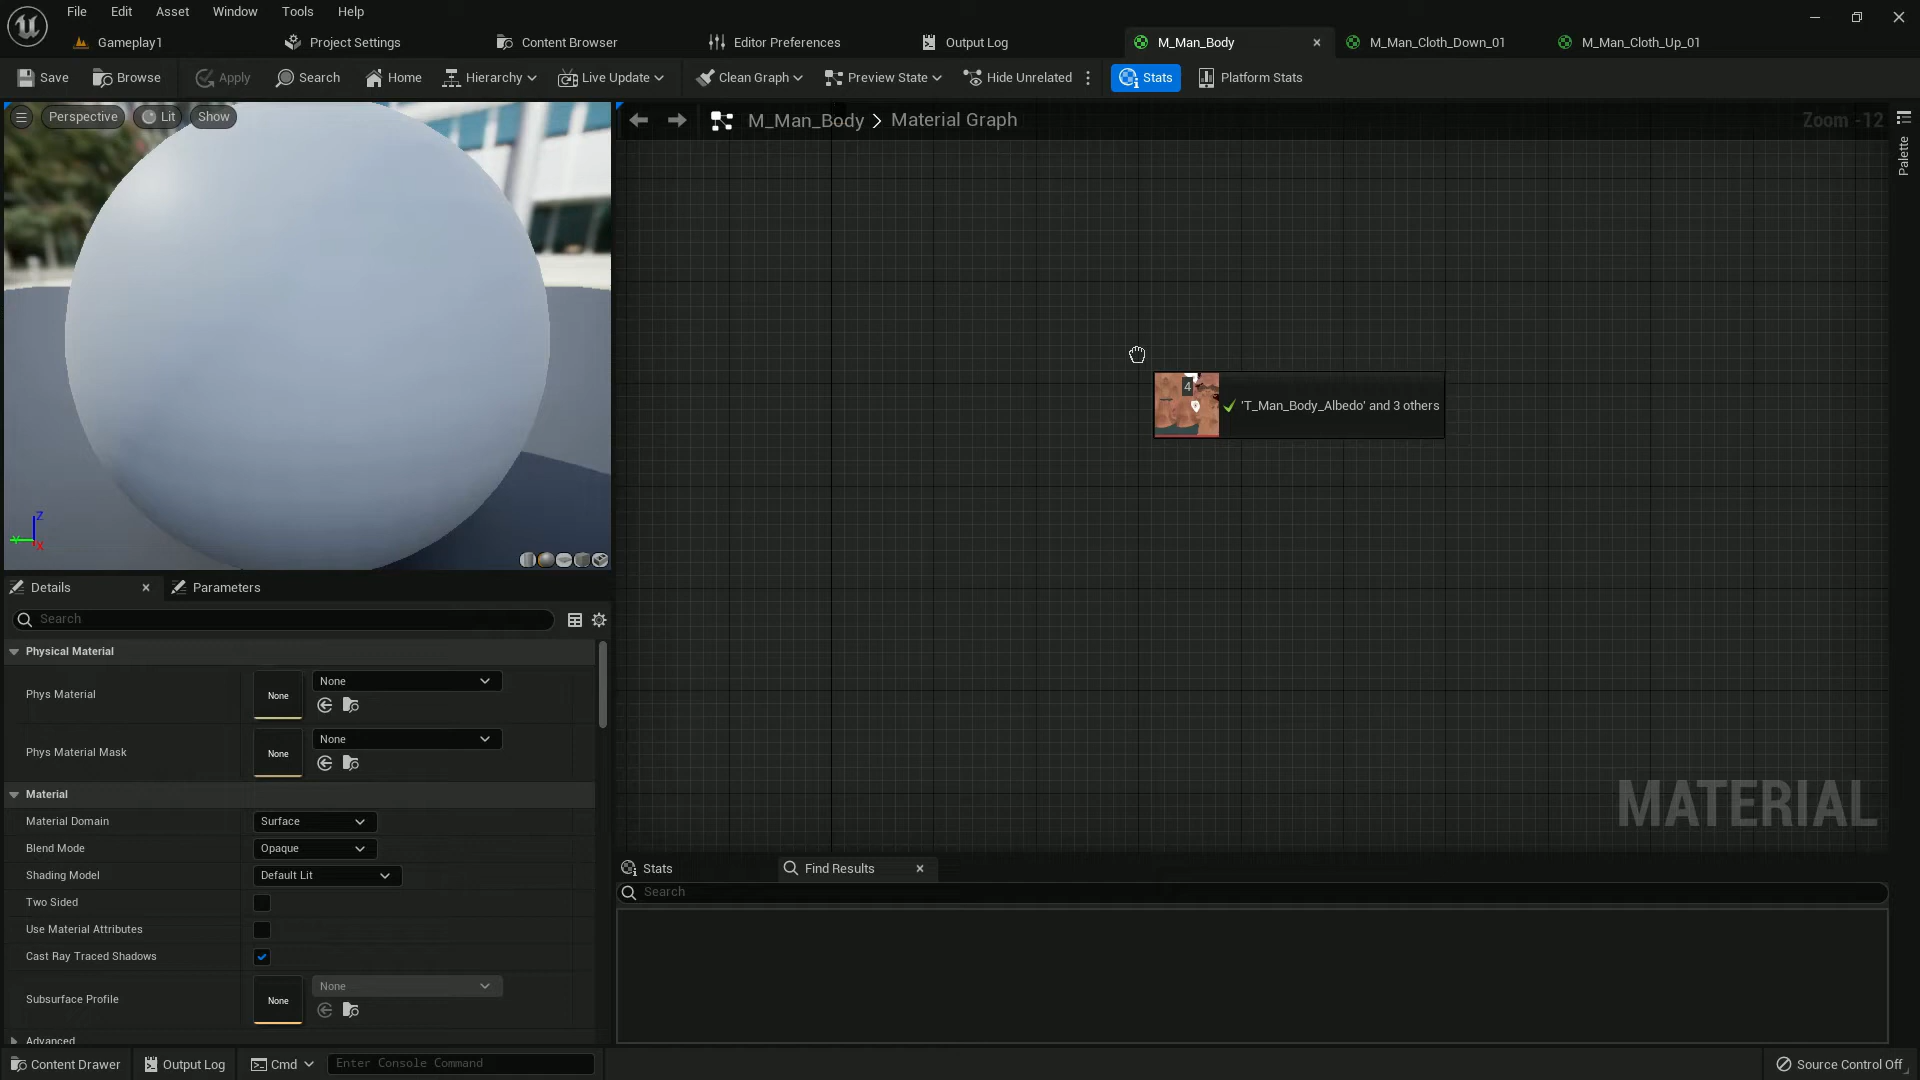 File Edit Asset Window Tools Help
Gameplay1 Project Settings Content Browser Editor Preferences Output Log M_Man_Body M_Man_Cloth_Down_01 M_Man_Cloth_Up_01
Save Browse Apply Search Home Hierarchy Live Update Clean Graph Preview State Hide Unrelated Stats Platform Stats
Perspective Lit Show
M_Man_Body > Material Graph
Zoom -12
Palette
4
'T_Man_Body_Albedo' and 3 others
Z
Y
X
MATERIAL
Details Parameters
Search
Physical Material
Phys Material None None
Phys Material Mask None None
Material
Material Domain Surface
Blend Mode Opaque
Shading Model Default Lit
Two Sided
Use Material Attributes
Cast Ray Traced Shadows
Subsurface Profile None None
Advanced
Stats Find Results
Search
Content Drawer Output Log Cmd Enter Console Command Source Control Off